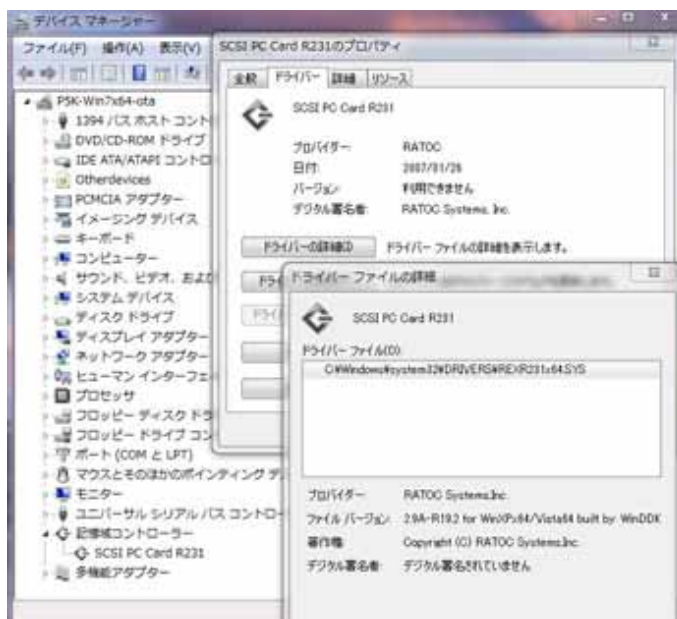 デバイス マネージャー
ファイル(F) 操作(A) 表示(V)
P5K-Win7x64-ota
1394 バス ホスト コント
DVD/CD-ROM ドライブ
IDE ATA/ATAPI コントロ
Otherdevices
PCMCIA アダプター
イメージング デバイス
キーボード
コンピューター
サウンド、ビデオ、およ
システム デバイス
ディスク ドライブ
ディスプレイ アダプター
ネットワーク アダプター
ヒューマン インターフェ
プロセッサ
フロッピー ディスク ドラ
フロッピー ドライブ コン
ポート (COM と LPT)
マウスとそのほかのポインティング デ
モニター
ユニバーサル シリアル バス コントロー
記憶域コントローラー
SCSI PC Card R231
多機能アダプター
SCSI PC Card R231のプロパティ
全般 ドライバー 詳細 リソース
SCSI PC Card R231
プロバイダー: RATOC
日付: 2007/01/26
バージョン: 利用できません
デジタル署名者: RATOC Systems, Inc.
ドライバーの詳細(I) ドライバー ファイルの詳細を表示します。
ドライバー ファイルの詳細
SCSI PC Card R231
ドライバー ファイル(D):
C:¥Windows¥system32¥DRIVERS¥REXR231x64.SYS
プロバイダー: RATOC Systems,Inc.
ファイル バージョン: 2.9A-R19.2 for WinXPx64/Vista64 built by: WinDDK
著作権: Copyright (C) RATOC Systems,Inc.
デジタル署名者: デジタル署名されていません